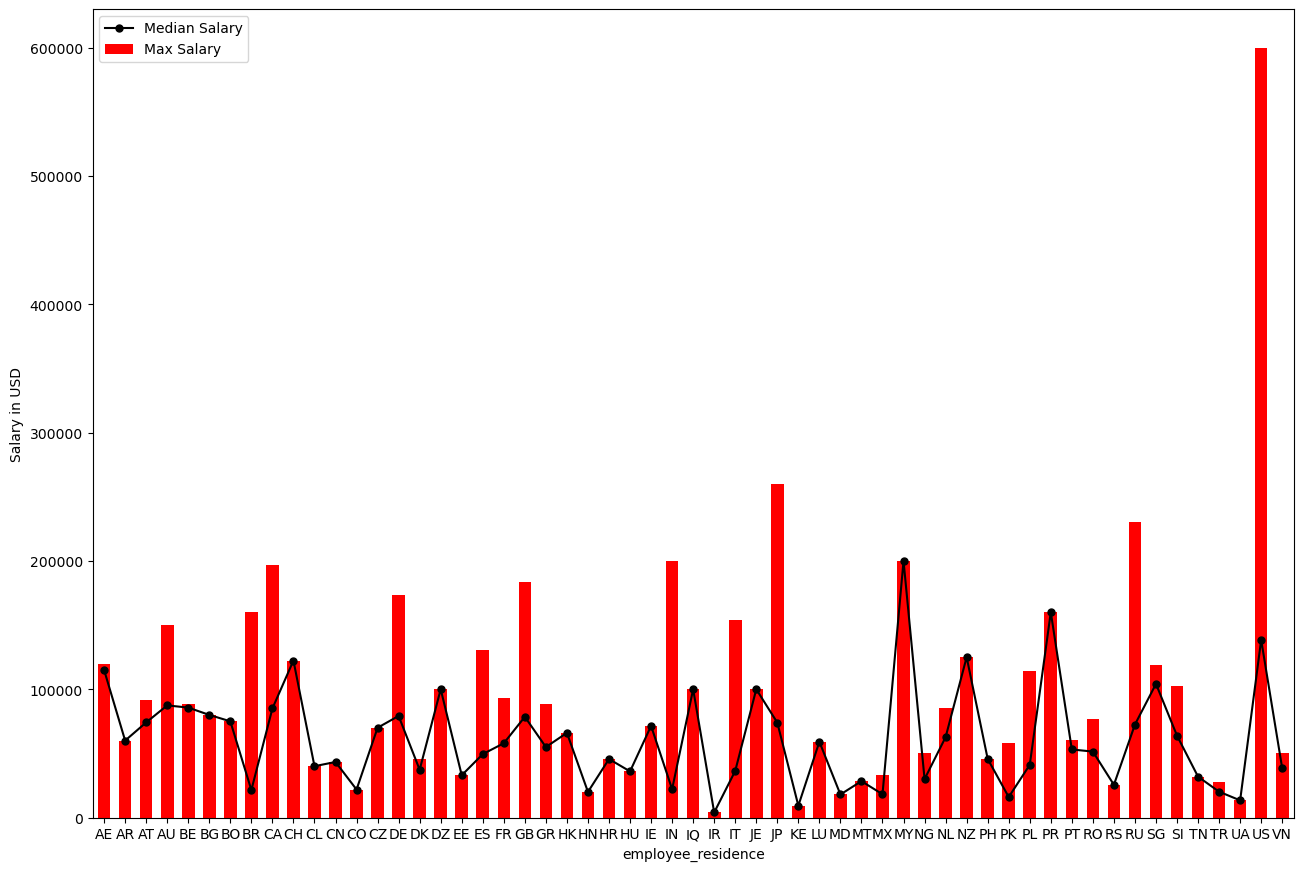 Median Salary
Max Salary
600000
500000
400000
300000
200000
100000
0
Salary in USD
AE AR AT AU BE BG BO BR CA CH CL CN CO CZ DE DK DZ EE ES FR GB GR HK HN HR HU IE IN IQ IR IT JE JP KE LU MD MT MX MY NG NL NZ PH PK PL PR PT RO RS RU SG SI TN TR UA US VN
employee_residence